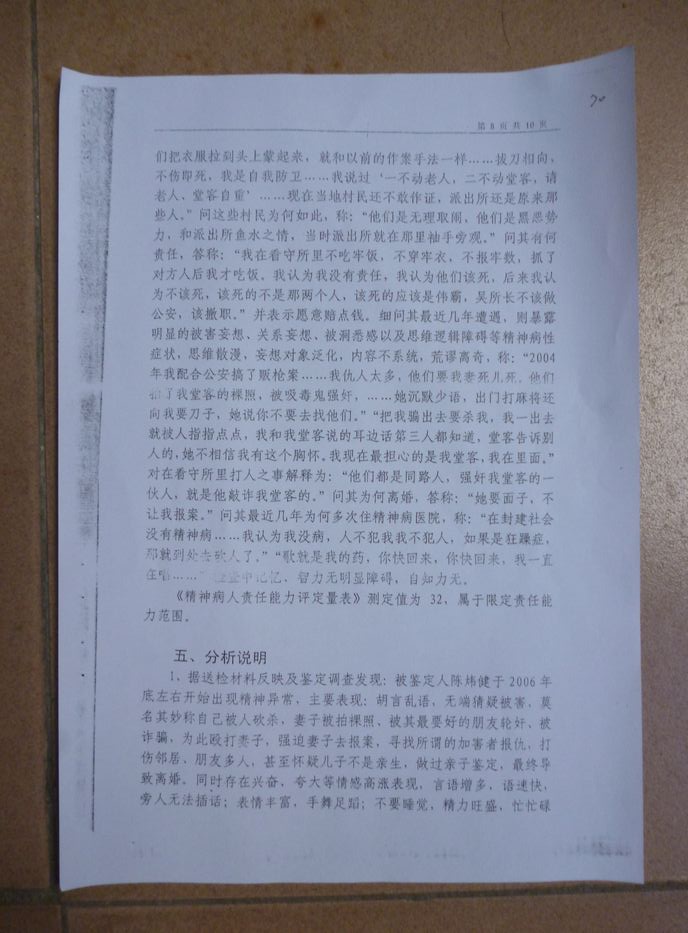 第 8 页 共 10 页
们把衣服拉到头上蒙起来，就和以前的作案手法一样……拔刀相向，
不伤即死，我是自我防卫……我说过‘一不动老人，二不动堂客，请
老人、堂客自重’……现在当地村民还不敢作证，派出所还是原来那
些人。”问这些村民为何如此，称：“他们是无理取闹，他们是黑恶势
力，和派出所鱼水之情，当时派出所就在那里袖手旁观。”问其有何
责任，答称：“我在看守所里不吃牢饭，不穿牢衣，不报牢数，抓了
对方人后我才吃饭。我认为我没有责任，我认为他们该死，后来我认
为不该死，该死的不是那两个人，该死的应该是伟霸，吴所长不该做
公安，该撤职。”并表示愿意赔点钱。细问其最近几年遭遇，则暴露
明显的被害妄想、关系妄想、被洞悉感以及思维逻辑障碍等精神病性
症状，思维散漫，妄想对象泛化，内容不系统，荒谬离奇，称：“2004
年我配合公安搞了贩枪案……我仇人太多，他们要我妻死儿死，他们
拍了我堂客的裸照，被吸毒鬼强奸，……她沉默少语，出门打麻将还
向我要刀子，她说你不要去找他们。”“把我骗出去要杀我，我一出去
就被人指指点点，我和我堂客说的耳边话第三人都知道，堂客告诉别
人的，她不相信我有这个胸怀。我现在最担心的是我堂客，我在里面。”
对在看守所里打人之事解释为：“他们都是同路人，强奸我堂客的一
伙人，就是他敲诈我堂客的。”问其为何离婚，答称：“她要面子，不
让我报案。”问其最近几年为何多次住精神病医院，称：“在封建社会
没有精神病……我认为我没病，人不犯我我不犯人，如果是狂躁症，
那就到处去砍人了。”“歌就是我的药，你快回来，你快回来，我一直
在唱……”检查中记忆、智力无明显障碍，自知力无。
《精神病人责任能力评定量表》测定值为 32，属于限定责任能
力范围。
五、分析说明
1、据送检材料反映及鉴定调查发现：被鉴定人陈炜健于 2006 年
底左右开始出现精神异常，主要表现：胡言乱语，无端猜疑被害，莫
名其妙称自己被人砍杀，妻子被拍裸照，被其最要好的朋友轮奸、被
诈骗，为此殴打妻子，强迫妻子去报案，寻找所谓的加害者报仇，打
伤邻居、朋友多人，甚至怀疑儿子不是亲生，做过亲子鉴定，最终导
致离婚。同时存在兴奋，夸大等情感高涨表现，言语增多，语速快，
旁人无法插话；表情丰富，手舞足蹈；不要睡觉，精力旺盛，忙忙碌